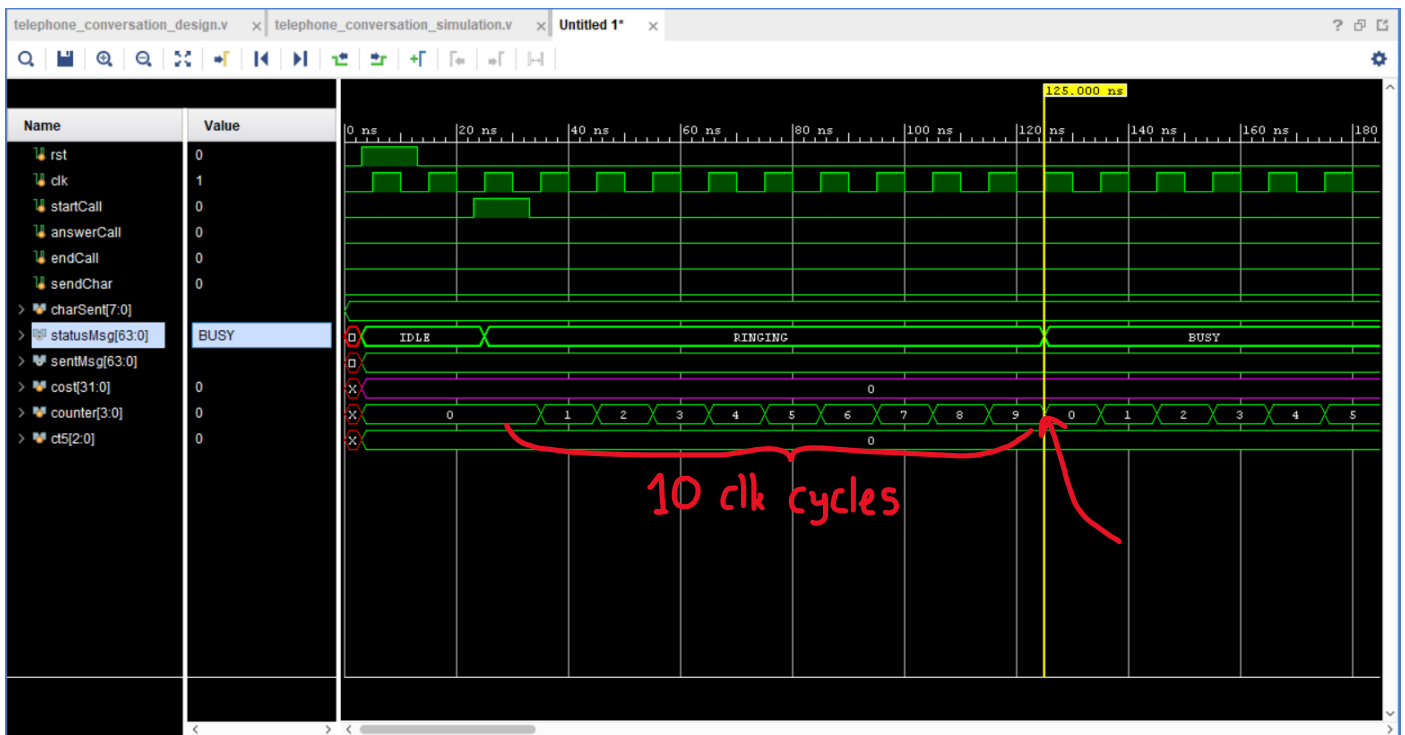 telephone_conversation_design.v × telephone_conversation_simulation.v × Untitled 1* × ?
125.000 ns
Name Value
0 ns 20 ns 40 ns 60 ns 80 ns 100 ns 120 ns 140 ns 160 ns 180
rst 0
clk 1
startCall 0
answerCall 0
endCall 0
sendChar 0
charSent[7:0]
statusMsg[63:0] BUSY IDLE RINGING BUSY
sentMsg[63:0]
cost[31:0] 0 X 0
counter[3:0] 0 X 0 1 2 3 4 5 6 7 8 9 0 1 2 3 4 5
ct5[2:0] 0 X 0
10 clk cycles